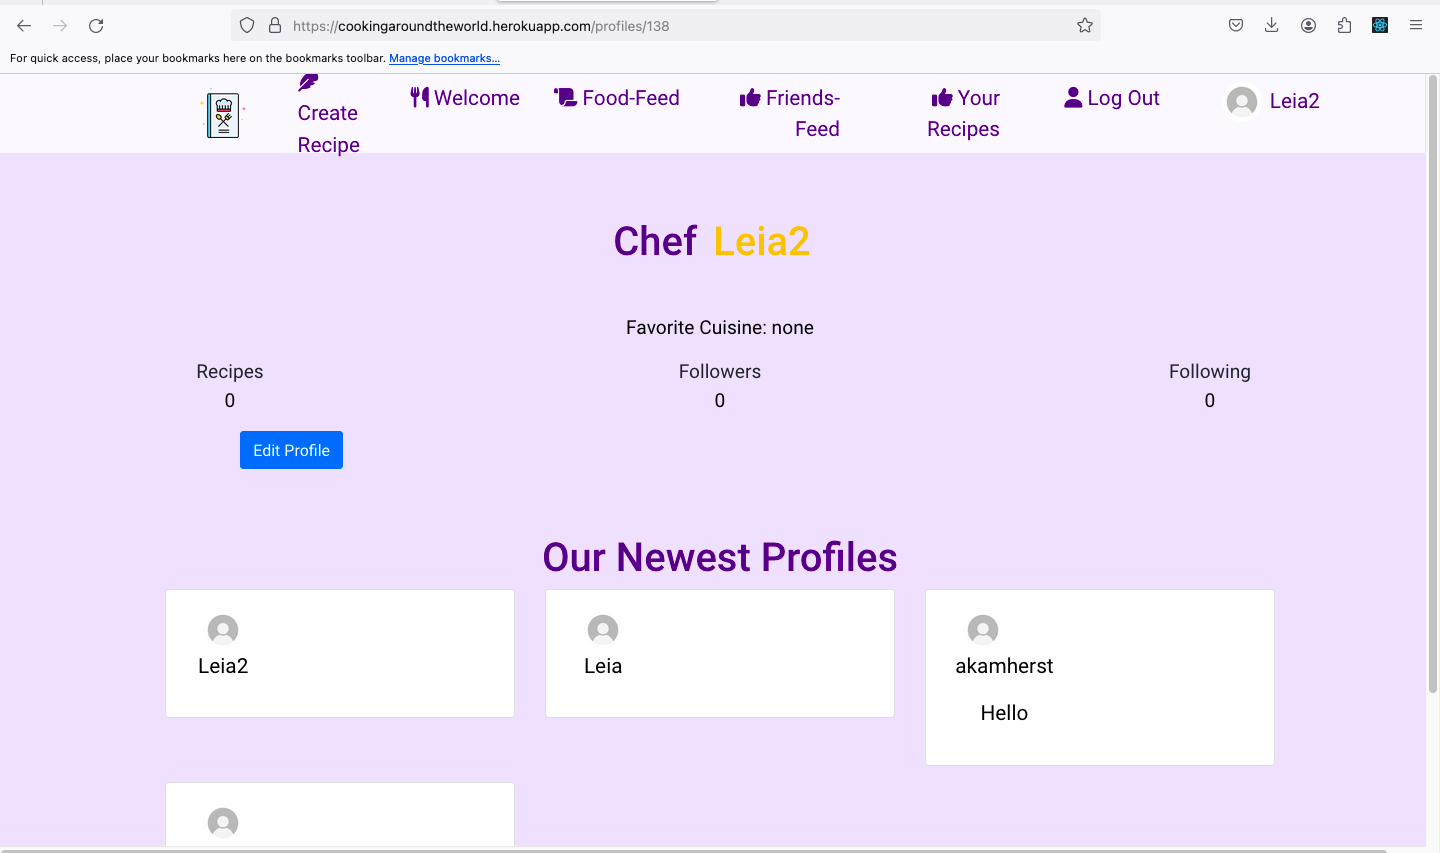 https://cookingaroundtheworld.herokuapp.com/profiles/138
For quick access, place your bookmarks here on the bookmarks toolbar. Manage bookmarks...
Create
Recipe
Welcome
Food-Feed
Friends-
Feed
Your
Recipes
Log Out
Leia2
Chef Leia2
Favorite Cuisine: none
Recipes
0
Followers
0
Following
0
Edit Profile
Our Newest Profiles
Leia2
Leia
akamherst
Hello